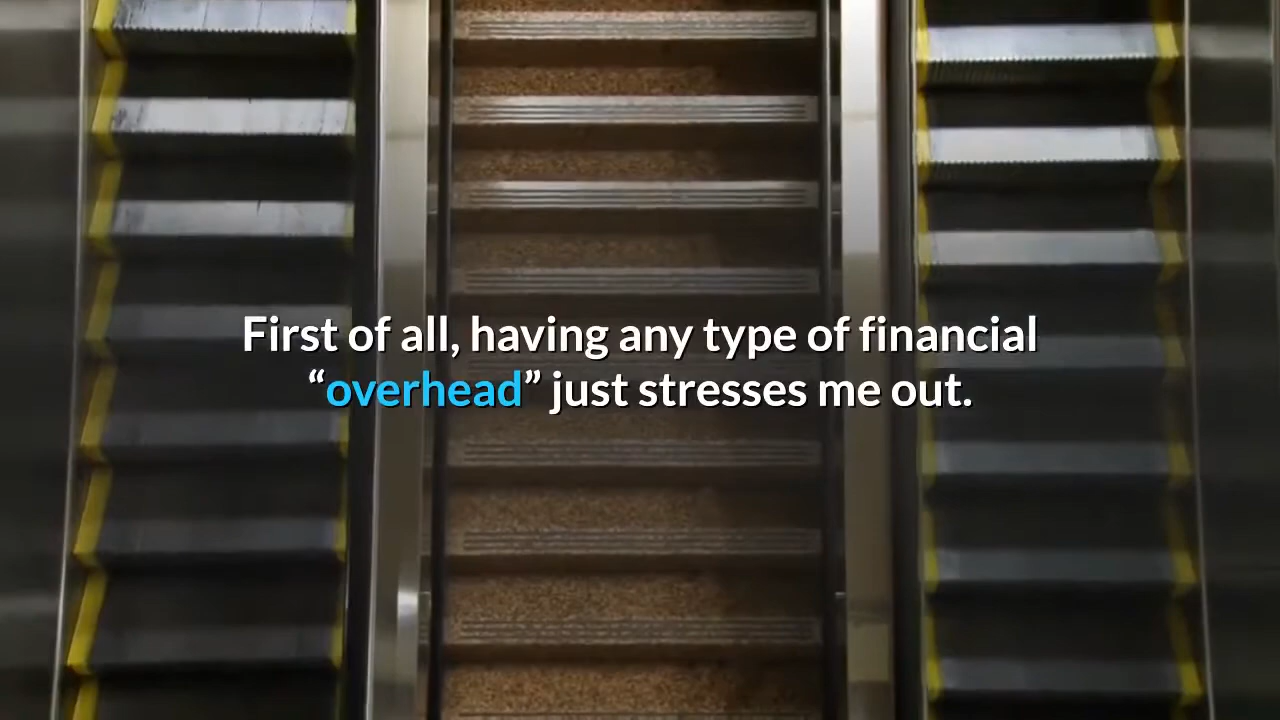 First of all, having any type of financial
“overhead” just stresses me out.